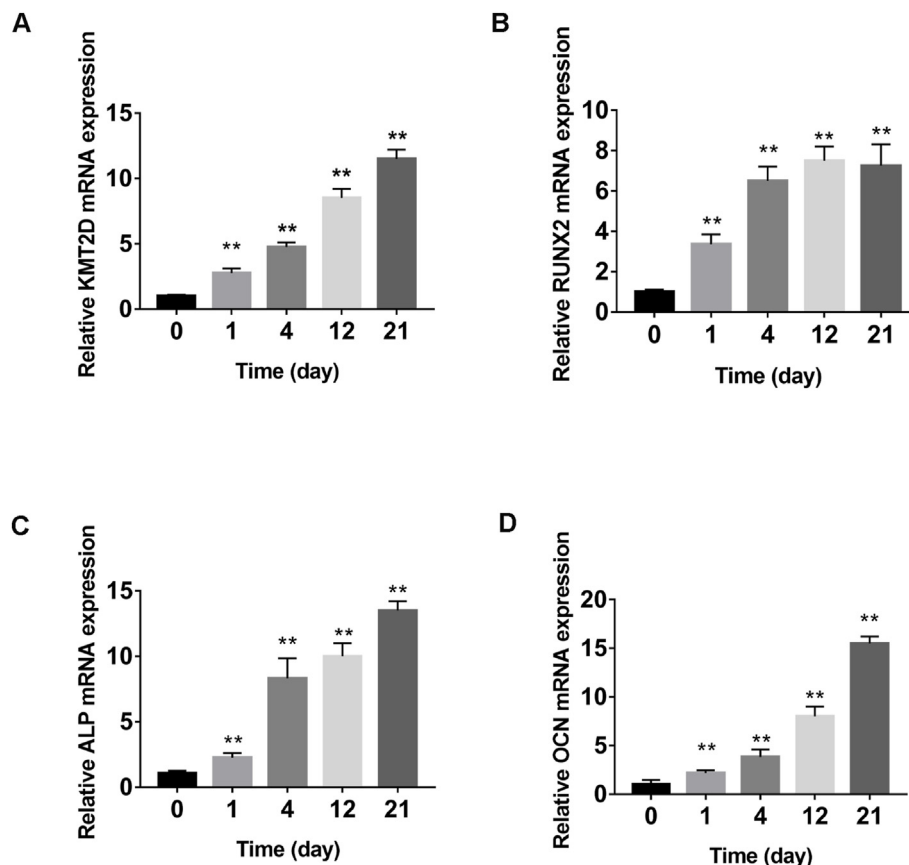 A
Relative KMT2D mRNA expression
15
10
5
0
**
**
**
**
0 1 4 12 21
Time (day)
B
Relative RUNX2 mRNA expression
10
8
6
4
2
0
**
**
**
**
0 1 4 12 21
Time (day)
C
Relative ALP mRNA expression
15
10
5
0
**
**
**
**
0 1 4 12 21
Time (day)
D
Relative OCN mRNA expression
20
15
10
5
0
**
**
**
**
0 1 4 12 21
Time (day)